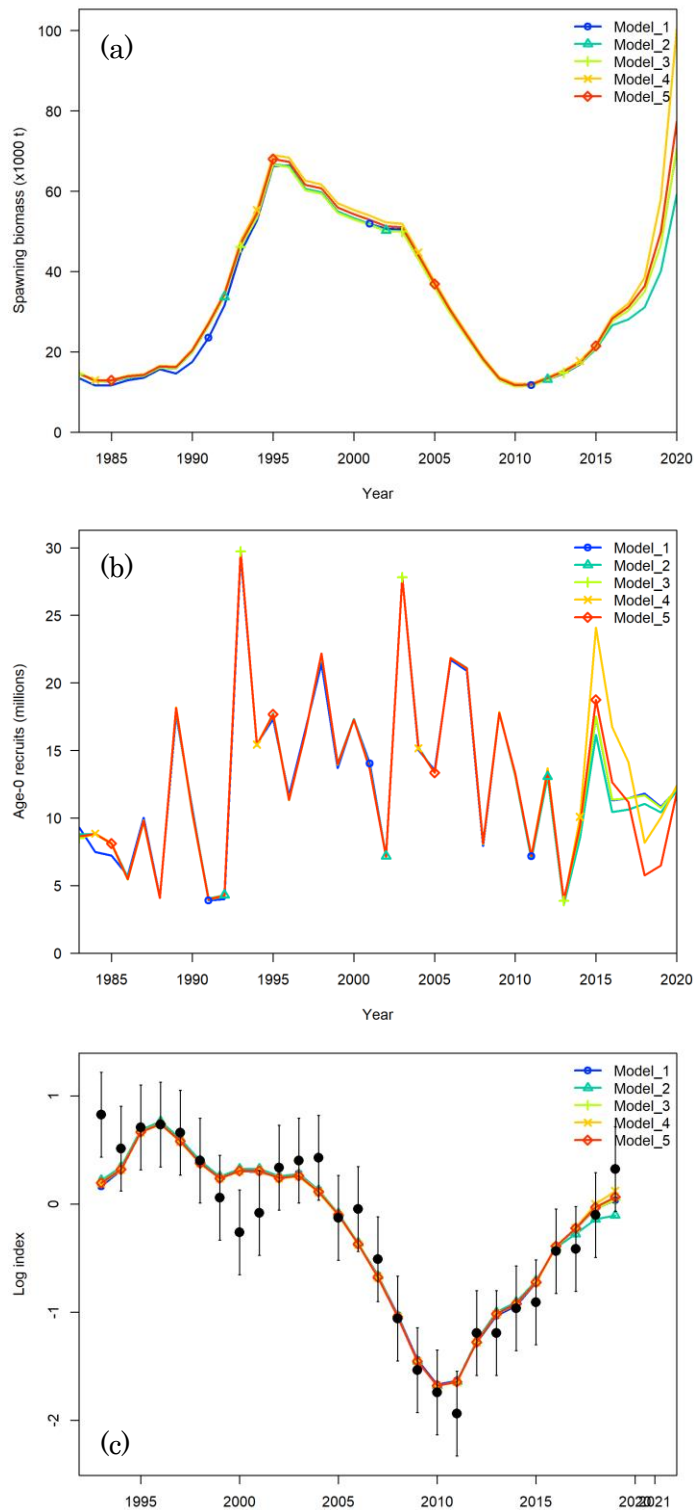 (a)
Model_1
Model_2
Model_3
Model_4
Model_5
Spawning biomass (x1000 t)
100
80
60
40
20
0
1985 1990 1995 2000 2005 2010 2015 2020
Year
(b)
Model_1
Model_2
Model_3
Model_4
Model_5
Age-0 recruits (millions)
30
25
20
15
10
5
0
1985 1990 1995 2000 2005 2010 2015 2020
Year
Model_1
Model_2
Model_3
Model_4
Model_5
Log index
1
0
-1
-2
(c)
1995 2000 2005 2010 2015 2020 2021